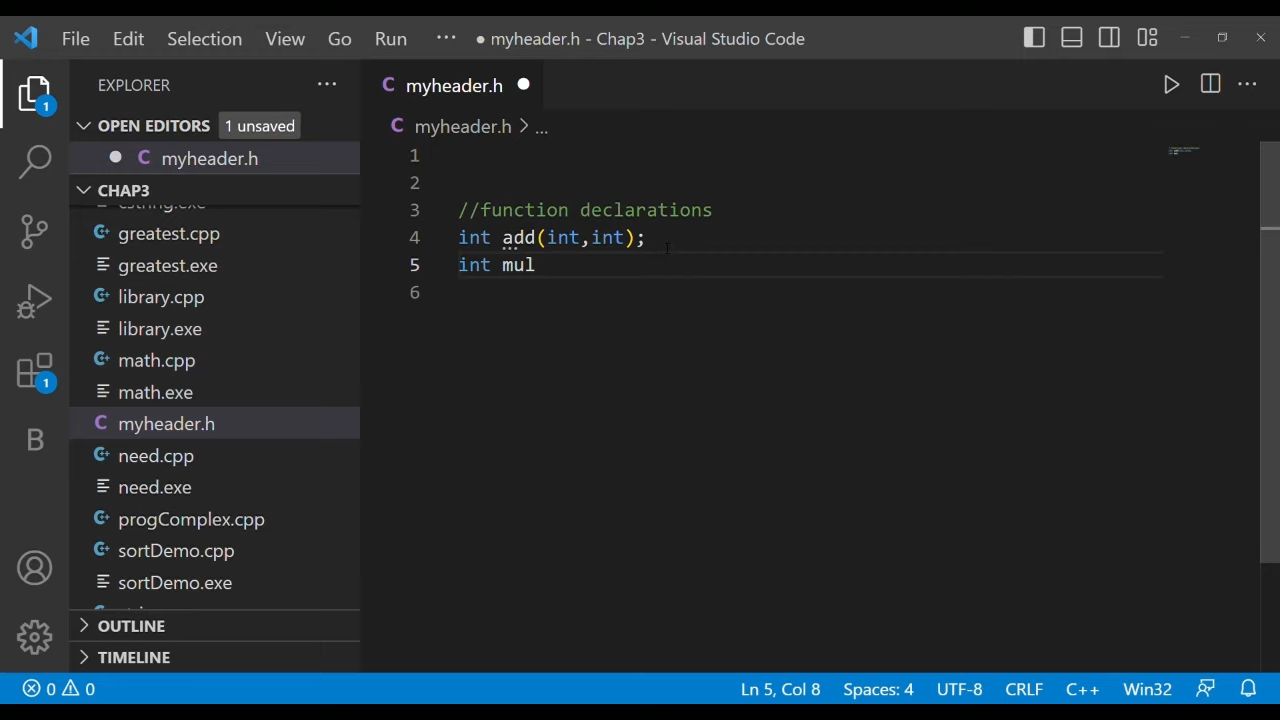 File Edit Selection View Go Run ··· ● myheader.h - Chap3 - Visual Studio Code
EXPLORER ···
OPEN EDITORS 1 unsaved
C myheader.h
CHAP3
greatest.cpp
greatest.exe
library.cpp
library.exe
math.cpp
math.exe
C myheader.h
need.cpp
need.exe
progComplex.cpp
sortDemo.cpp
sortDemo.exe
OUTLINE
TIMELINE
1
1
B
C myheader.h
C myheader.h > ...
1
2
3 //function declarations
4 int add(int,int);
5 int mul
6
0 0 Ln 5, Col 8 Spaces: 4 UTF-8 CRLF C++ Win32